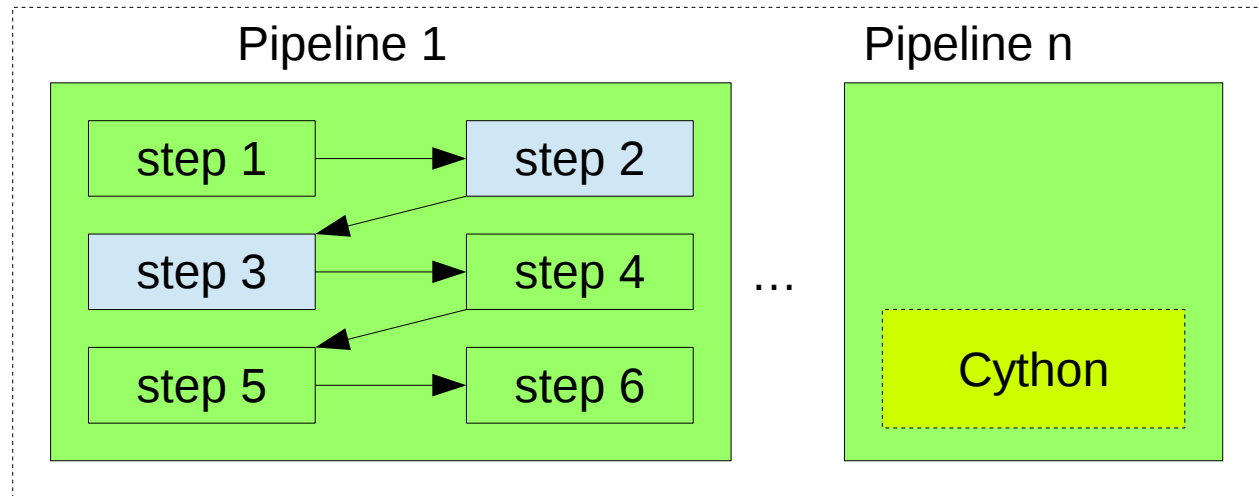 Pipeline 1
Pipeline n
step 1
step 2
step 3
step 4
...
step 5
step 6
Cython